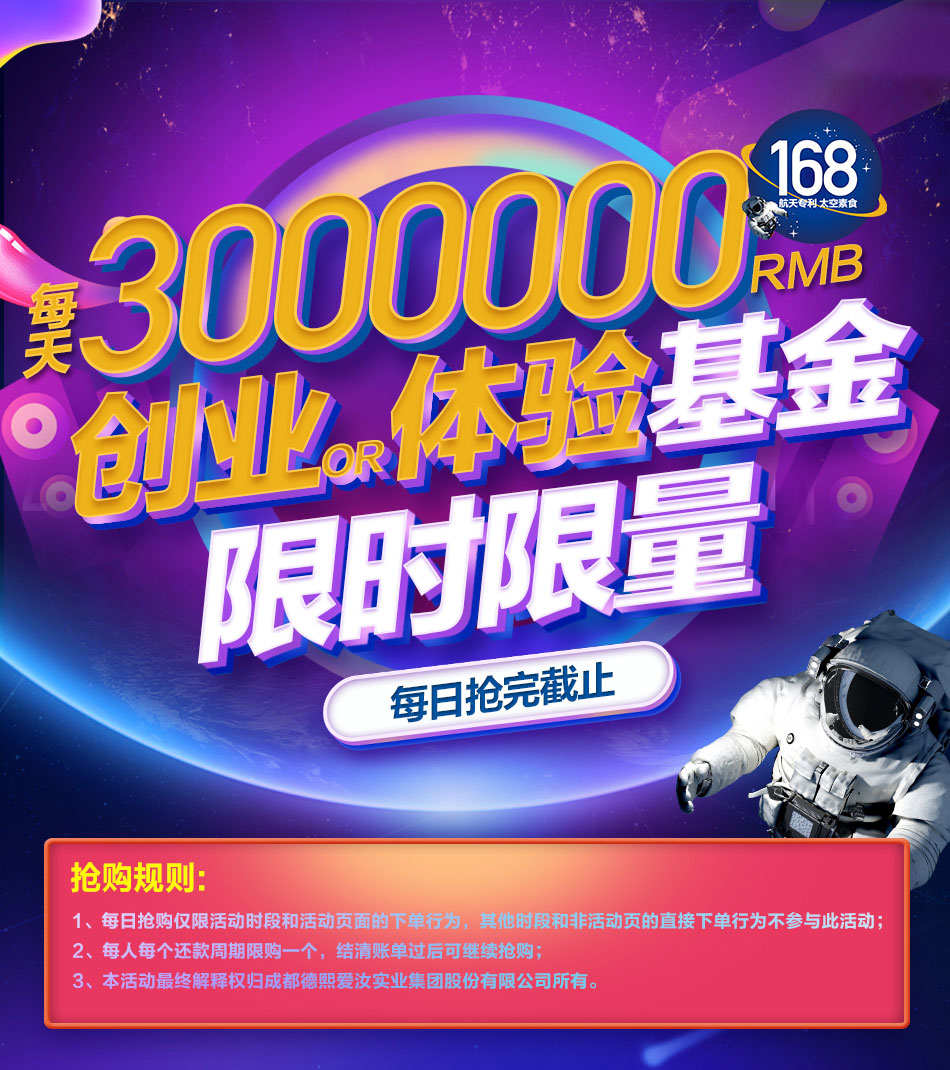 168
航天专利 太空素食
每天
3000000
RMB
创业OR体验基金
限时限量
每日抢完截止
抢购规则：
1、每日抢购仅限活动时段和活动页面的下单行为，其他时段和非活动页的直接下单行为不参与此活动；
2、每人每个还款周期限购一个，结清账单过后可继续抢购；
3、本活动最终解释权归成都德熙爱汝实业集团股份有限公司所有。